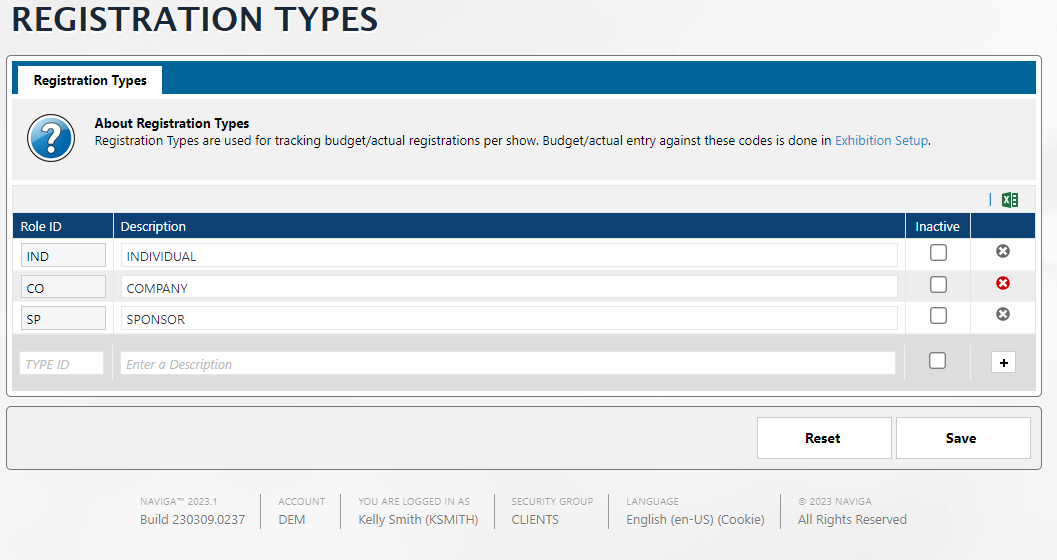 REGISTRATION TYPES
Registration Types
About Registration Types
Registration Types are used for tracking budget/actual registrations per show. Budget/actual entry against these codes is done in Exhibition Setup.
Role ID Description Inactive
IND INDIVIDUAL
CO COMPANY
SP SPONSOR
TYPE ID Enter a Description
Reset Save
NAVIGA™ 2023.1 ACCOUNT YOU ARE LOGGED IN AS SECURITY GROUP LANGUAGE © 2023 NAVIGA
Build 230309.0237 DEM Kelly Smith (KSMITH) CLIENTS English (en-US) (Cookie) All Rights Reserved